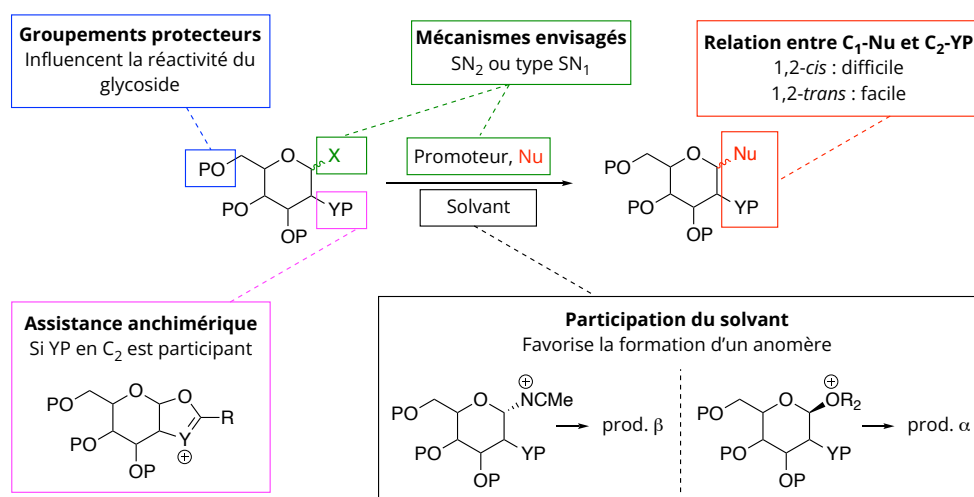 Groupements protecteurs
Influencent la réactivité du
glycoside
Mécanismes envisagés
SN2 ou type SN1
Relation entre C1-Nu et C2-YP
1,2-cis : difficile
1,2-trans : facile
PO
O
X
PO
YP
OP
Promoteur, Nu
Solvant
PO
O
Nu
PO
YP
OP
Assistance anchimérique
Si YP en C2 est participant
PO
O
O
R
PO
Y
⊕
OP
Participation du solvant
Favorise la formation d'un anomère
PO
O
⊕
NCMe
PO
YP
OP
prod. β
PO
O
⊕
OR2
PO
YP
OP
prod. α